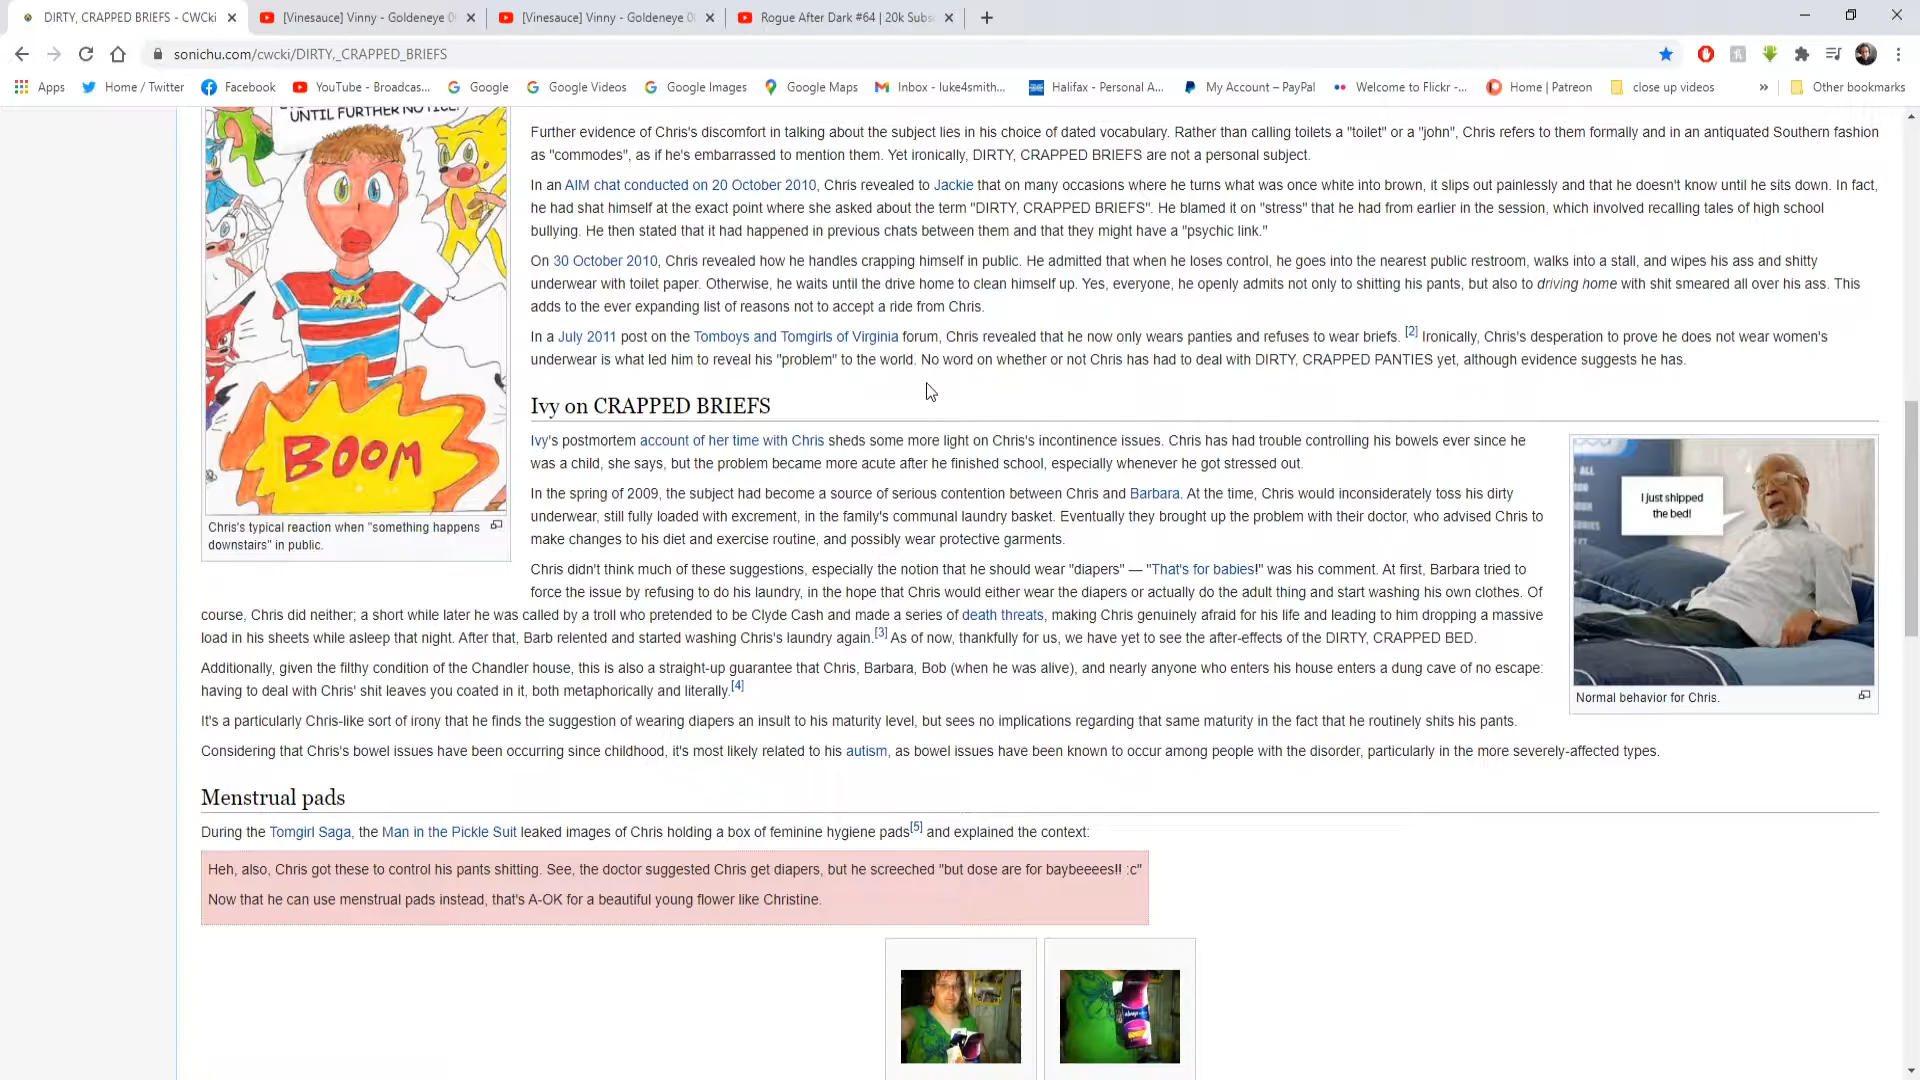 DIRTY, CRAPPED BRIEFS - CWCki
[Vinesauce] Vinny - Goldeneye 0
[Vinesauce] Vinny - Goldeneye 0
Rogue After Dark #64 | 20k Subs
sonichu.com/cwcki/DIRTY,_CRAPPED_BRIEFS
Apps
Home / Twitter
Facebook
YouTube - Broadcas...
Google
Google Videos
Google Images
Google Maps
Inbox - luke4smith...
Halifax - Personal A...
My Account – PayPal
Welcome to Flickr -...
Home | Patreon
close up videos
»
Other bookmarks
UNTIL FURTHER NOTICE!
BOOM
Chris's typical reaction when "something happens
downstairs" in public.
Further evidence of Chris's discomfort in talking about the subject lies in his choice of dated vocabulary. Rather than calling toilets a "toilet" or a "john", Chris refers to them formally and in an antiquated Southern fashion
as "commodes", as if he's embarrassed to mention them. Yet ironically, DIRTY, CRAPPED BRIEFS are not a personal subject.
In an AIM chat conducted on 20 October 2010, Chris revealed to Jackie that on many occasions where he turns what was once white into brown, it slips out painlessly and that he doesn't know until he sits down. In fact,
he had shat himself at the exact point where she asked about the term "DIRTY, CRAPPED BRIEFS". He blamed it on "stress" that he had from earlier in the session, which involved recalling tales of high school
bullying. He then stated that it had happened in previous chats between them and that they might have a "psychic link."
On 30 October 2010, Chris revealed how he handles crapping himself in public. He admitted that when he loses control, he goes into the nearest public restroom, walks into a stall, and wipes his ass and shitty
underwear with toilet paper. Otherwise, he waits until the drive home to clean himself up. Yes, everyone, he openly admits not only to shitting his pants, but also to driving home with shit smeared all over his ass. This
adds to the ever expanding list of reasons not to accept a ride from Chris.
In a July 2011 post on the Tomboys and Tomgirls of Virginia forum, Chris revealed that he now only wears panties and refuses to wear briefs. [2] Ironically, Chris's desperation to prove he does not wear women's
underwear is what led him to reveal his "problem" to the world. No word on whether or not Chris has had to deal with DIRTY, CRAPPED PANTIES yet, although evidence suggests he has.
Ivy on CRAPPED BRIEFS
Ivy's postmortem account of her time with Chris sheds some more light on Chris's incontinence issues. Chris has had trouble controlling his bowels ever since he
was a child, she says, but the problem became more acute after he finished school, especially whenever he got stressed out.
In the spring of 2009, the subject had become a source of serious contention between Chris and Barbara. At the time, Chris would inconsiderately toss his dirty
underwear, still fully loaded with excrement, in the family's communal laundry basket. Eventually they brought up the problem with their doctor, who advised Chris to
make changes to his diet and exercise routine, and possibly wear protective garments.
Chris didn't think much of these suggestions, especially the notion that he should wear "diapers" — "That's for babies!" was his comment. At first, Barbara tried to
force the issue by refusing to do his laundry, in the hope that Chris would either wear the diapers or actually do the adult thing and start washing his own clothes. Of
course, Chris did neither; a short while later he was called by a troll who pretended to be Clyde Cash and made a series of death threats, making Chris genuinely afraid for his life and leading to him dropping a massive
load in his sheets while asleep that night. After that, Barb relented and started washing Chris's laundry again.[3] As of now, thankfully for us, we have yet to see the after-effects of the DIRTY, CRAPPED BED.
I just shipped
the bed!
Normal behavior for Chris.
Additionally, given the filthy condition of the Chandler house, this is also a straight-up guarantee that Chris, Barbara, Bob (when he was alive), and nearly anyone who enters his house enters a dung cave of no escape:
having to deal with Chris' shit leaves you coated in it, both metaphorically and literally.[4]
It's a particularly Chris-like sort of irony that he finds the suggestion of wearing diapers an insult to his maturity level, but sees no implications regarding that same maturity in the fact that he routinely shits his pants.
Considering that Chris's bowel issues have been occurring since childhood, it's most likely related to his autism, as bowel issues have been known to occur among people with the disorder, particularly in the more severely-affected types.
Menstrual pads
During the Tomgirl Saga, the Man in the Pickle Suit leaked images of Chris holding a box of feminine hygiene pads[5] and explained the context:
Heh, also, Chris got these to control his pants shitting. See, the doctor suggested Chris get diapers, but he screeched "but dose are for baybeeees!! :c"
Now that he can use menstrual pads instead, that's A-OK for a beautiful young flower like Christine.
always